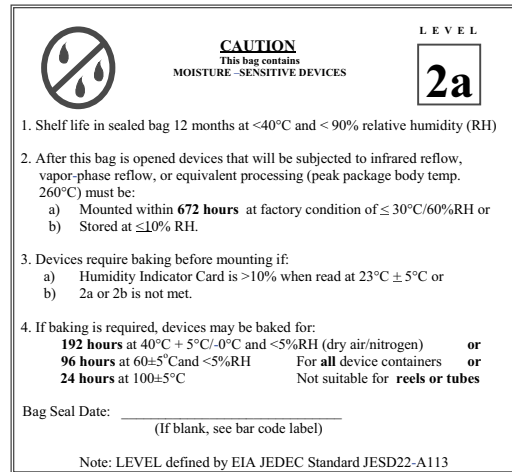 LEVEL
CAUTION
This bag contains
MOISTURE –SENSITIVE DEVICES
2a
1. Shelf life in sealed bag 12 months at <40°C and < 90% relative humidity (RH)
2. After this bag is opened devices that will be subjected to infrared reflow,
vapor-phase reflow, or equivalent processing (peak package body temp.
260°C) must be:
a) Mounted within 672 hours at factory condition of ≤ 30°C/60%RH or
b) Stored at ≤10% RH.
3. Devices require baking before mounting if:
a) Humidity Indicator Card is >10% when read at 23°C ± 5°C or
b) 2a or 2b is not met.
4. If baking is required, devices may be baked for:
192 hours at 40°C + 5°C/-0°C and <5%RH (dry air/nitrogen) or
96 hours at 60±5°Cand <5%RH For all device containers or
24 hours at 100±5°C Not suitable for reels or tubes
Bag Seal Date: ______________________________
(If blank, see bar code label)
Note: LEVEL defined by EIA JEDEC Standard JESD22-A113